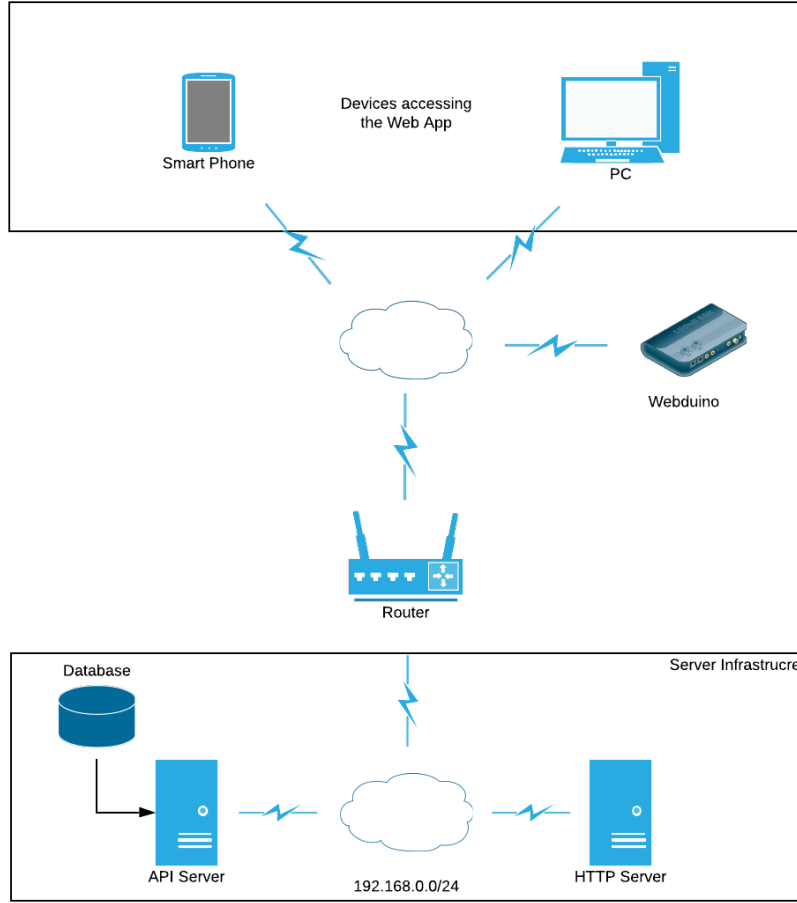 Devices accessing
the Web App
Smart Phone
PC
Webduino
Router
Server Infrastrucre
Database
API Server
HTTP Server
192.168.0.0/24